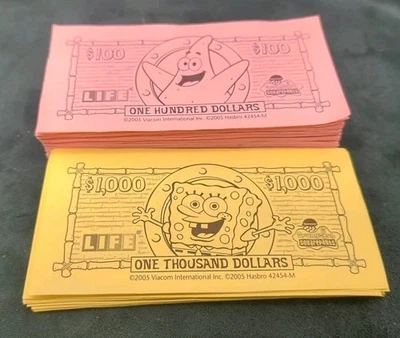 $100 $100
LIFE
ONE HUNDRED DOLLARS
©2005 Viacom International Inc. ©2005 Hasbro 42454-M
$1,000 $1,000
LIFE SQUAREPANTS
ONE THOUSAND DOLLARS
©2005 Viacom International Inc. ©2005 Hasbro 42454-M